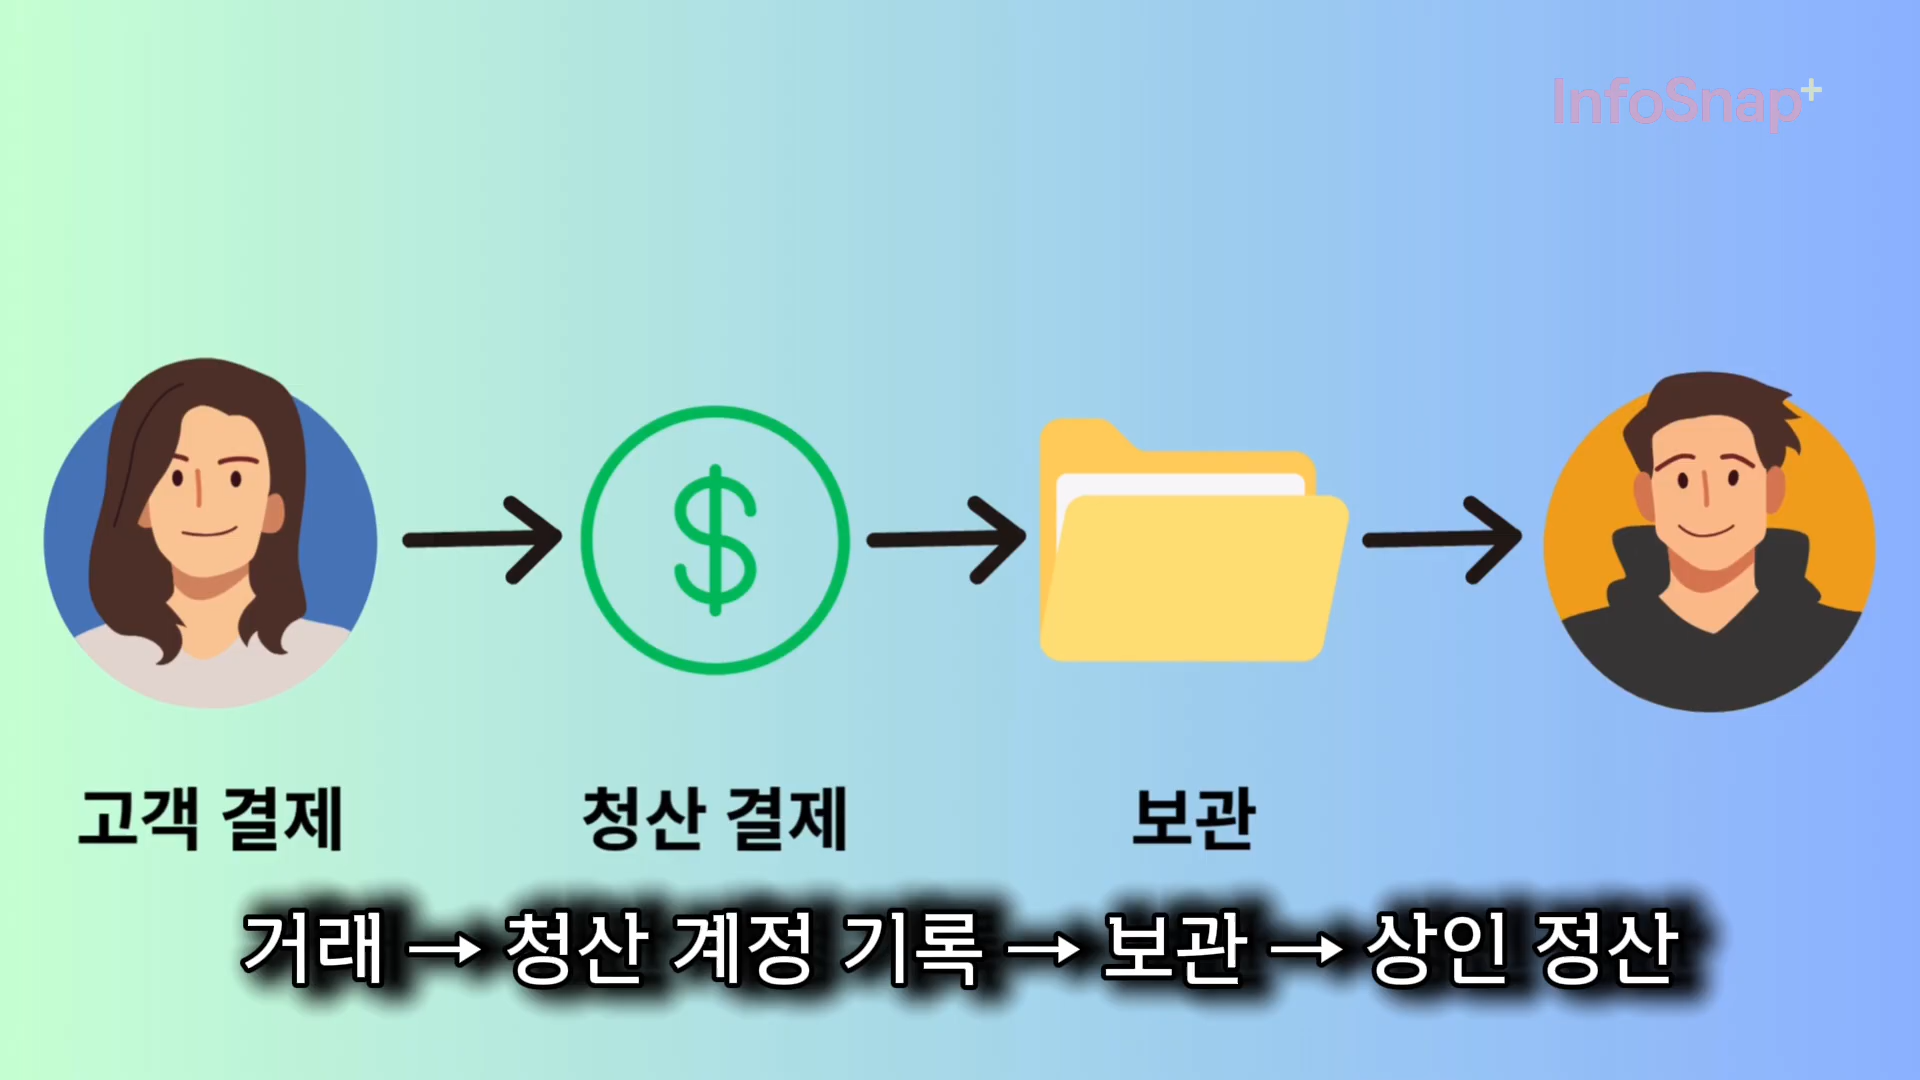 InfoSnap+
고객 결제
청산 결제
보관
거래 → 청산 계정 기록 → 보관 → 상인 정산